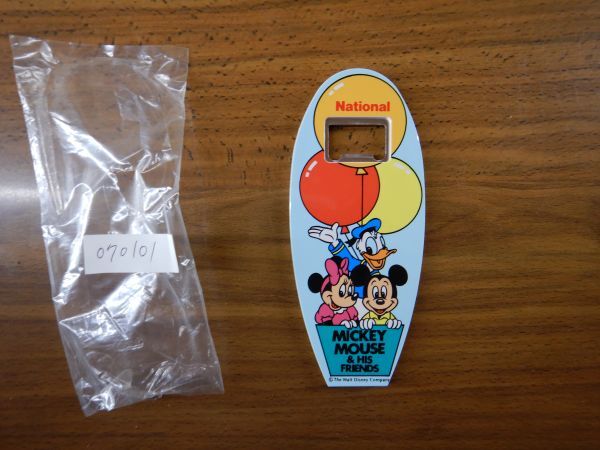 National
070101
MICKEY
MOUSE
& HIS
FRIENDS
© The Walt Disney Company